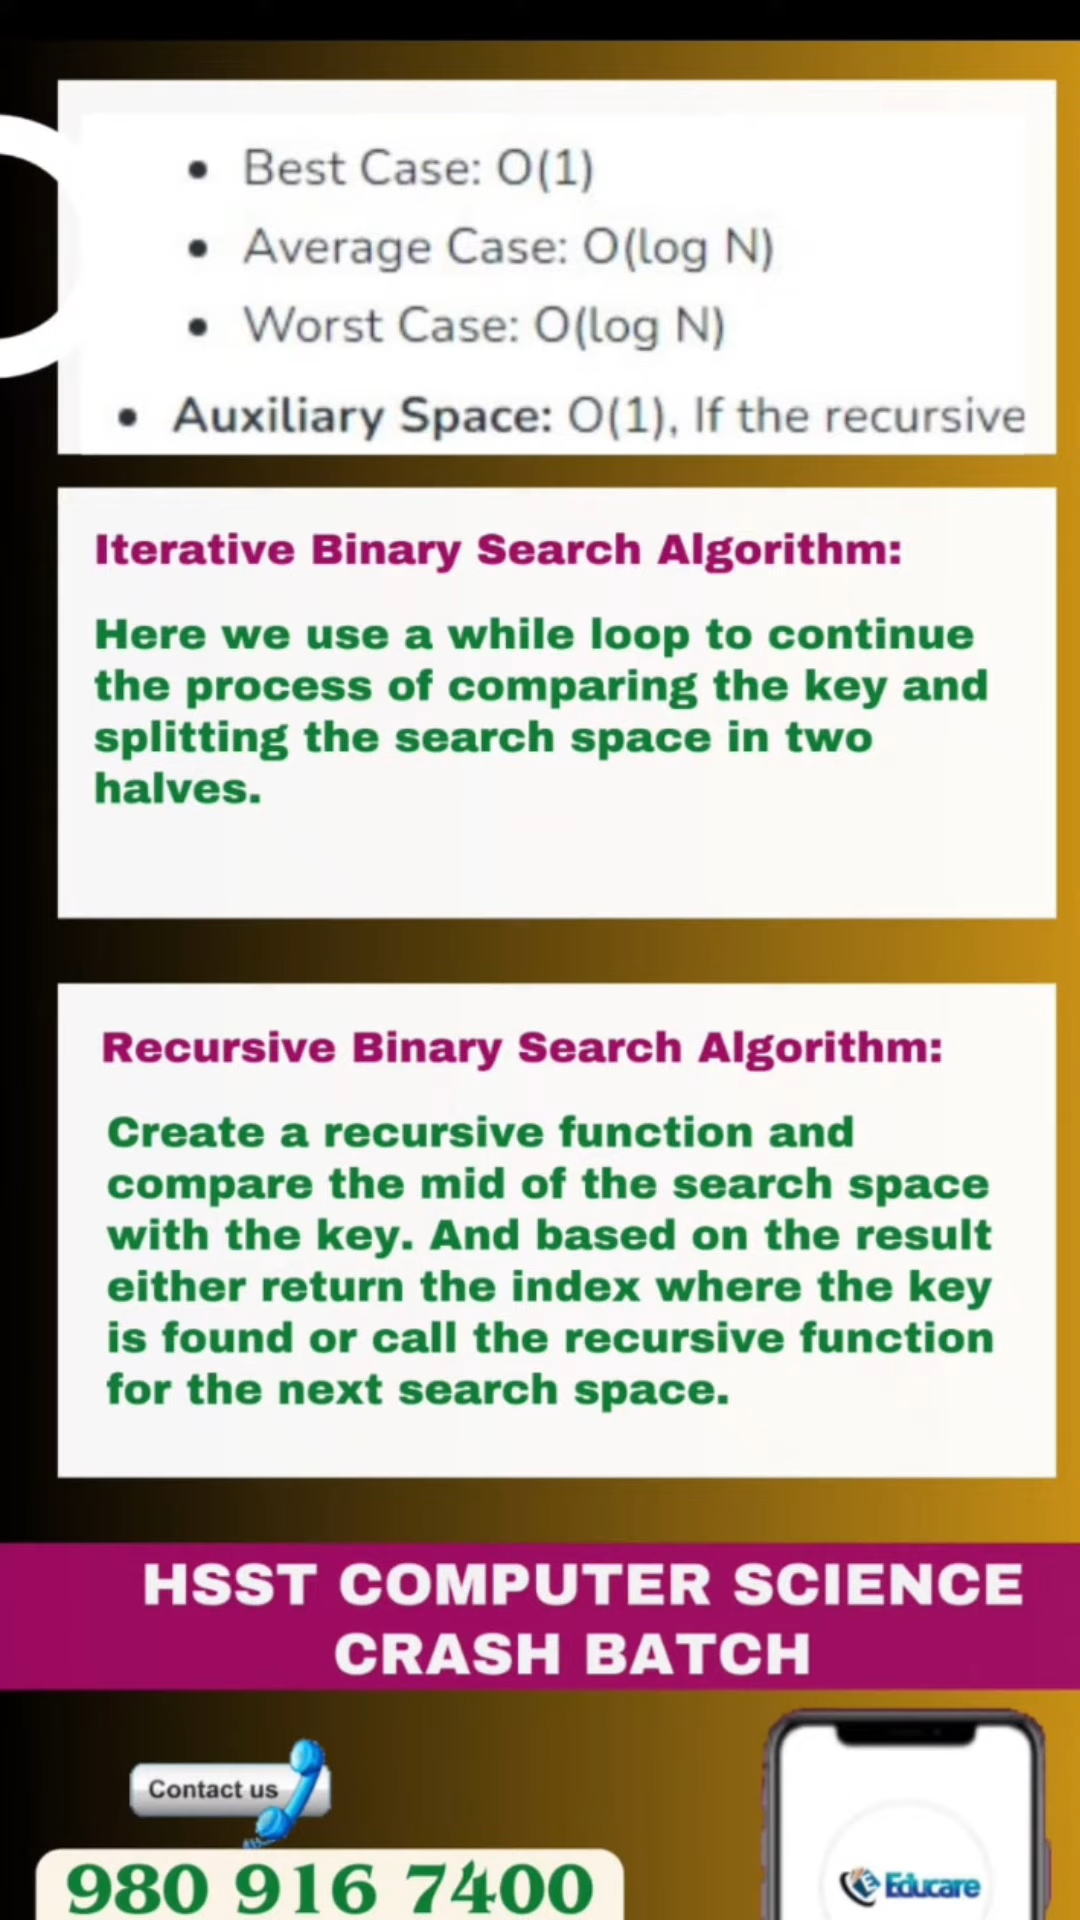 • Best Case: O(1)
• Average Case: O(log N)
• Worst Case: O(log N)
• Auxiliary Space: O(1), If the recursive
Iterative Binary Search Algorithm:
Here we use a while loop to continue
the process of comparing the key and
splitting the search space in two
halves.
Recursive Binary Search Algorithm:
Create a recursive function and
compare the mid of the search space
with the key. And based on the result
either return the index where the key
is found or call the recursive function
for the next search space.
HSST COMPUTER SCIENCE
CRASH BATCH
Contact us
980 916 7400
Educare